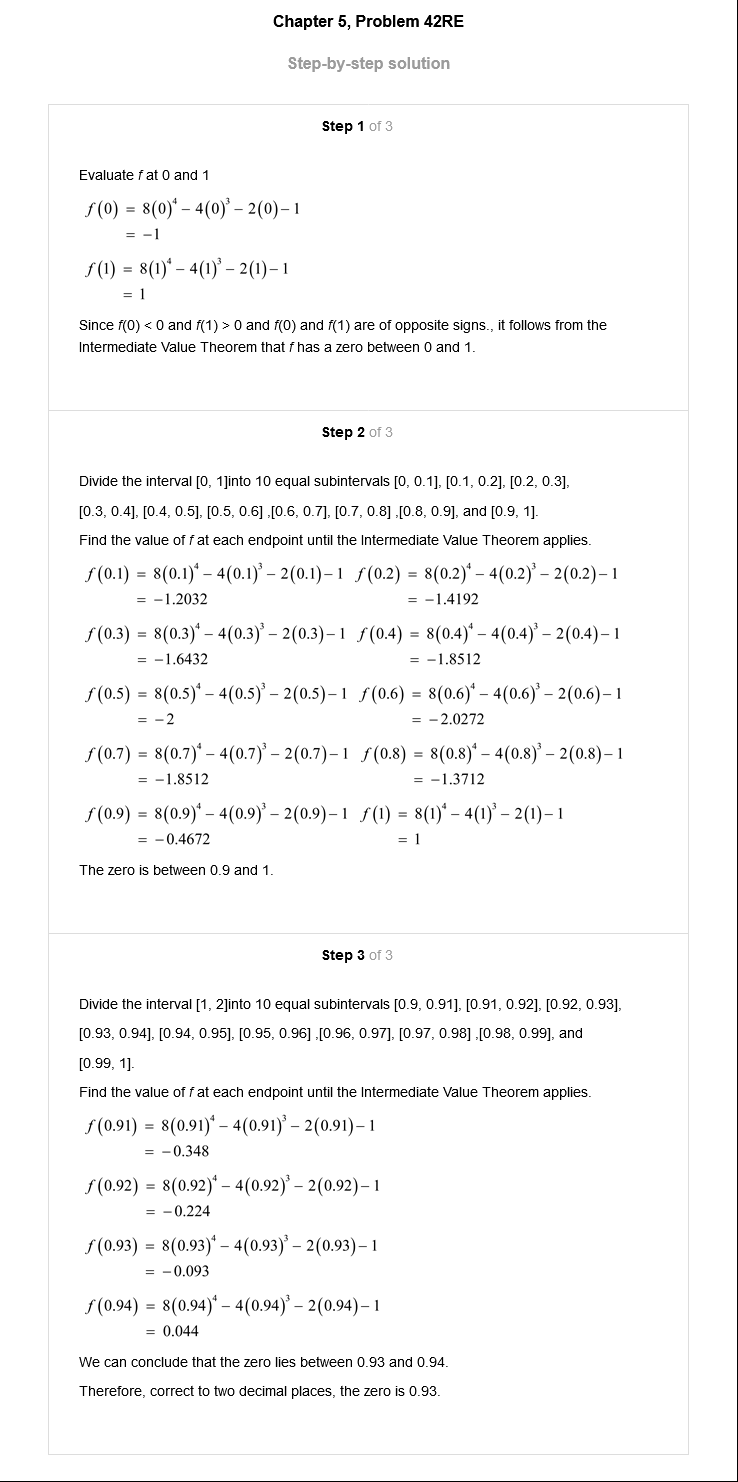 Chapter 5, Problem 42RE
Step-by-step solution
Step 1 of 3
Evaluate f at 0 and 1
f(0) = 8(0)⁴ − 4(0)³ − 2(0) − 1
= −1
f(1) = 8(1)⁴ − 4(1)³ − 2(1) − 1
= 1
Since f(0) < 0 and f(1) > 0 and f(0) and f(1) are of opposite signs., it follows from the
Intermediate Value Theorem that f has a zero between 0 and 1.
Step 2 of 3
Divide the interval [0, 1]into 10 equal subintervals [0, 0.1], [0.1, 0.2], [0.2, 0.3],
[0.3, 0.4], [0.4, 0.5], [0.5, 0.6] ,[0.6, 0.7], [0.7, 0.8] ,[0.8, 0.9], and [0.9, 1].
Find the value of f at each endpoint until the Intermediate Value Theorem applies.
f(0.1) = 8(0.1)⁴ − 4(0.1)³ − 2(0.1) − 1 f(0.2) = 8(0.2)⁴ − 4(0.2)³ − 2(0.2) − 1
= −1.2032 = −1.4192
f(0.3) = 8(0.3)⁴ − 4(0.3)³ − 2(0.3) − 1 f(0.4) = 8(0.4)⁴ − 4(0.4)³ − 2(0.4) − 1
= −1.6432 = −1.8512
f(0.5) = 8(0.5)⁴ − 4(0.5)³ − 2(0.5) − 1 f(0.6) = 8(0.6)⁴ − 4(0.6)³ − 2(0.6) − 1
= −2 = −2.0272
f(0.7) = 8(0.7)⁴ − 4(0.7)³ − 2(0.7) − 1 f(0.8) = 8(0.8)⁴ − 4(0.8)³ − 2(0.8) − 1
= −1.8512 = −1.3712
f(0.9) = 8(0.9)⁴ − 4(0.9)³ − 2(0.9) − 1 f(1) = 8(1)⁴ − 4(1)³ − 2(1) − 1
= −0.4672 = 1
The zero is between 0.9 and 1.
Step 3 of 3
Divide the interval [1, 2]into 10 equal subintervals [0.9, 0.91], [0.91, 0.92], [0.92, 0.93],
[0.93, 0.94], [0.94, 0.95], [0.95, 0.96] ,[0.96, 0.97], [0.97, 0.98] ,[0.98, 0.99], and
[0.99, 1].
Find the value of f at each endpoint until the Intermediate Value Theorem applies.
f(0.91) = 8(0.91)⁴ − 4(0.91)³ − 2(0.91) − 1
= −0.348
f(0.92) = 8(0.92)⁴ − 4(0.92)³ − 2(0.92) − 1
= −0.224
f(0.93) = 8(0.93)⁴ − 4(0.93)³ − 2(0.93) − 1
= −0.093
f(0.94) = 8(0.94)⁴ − 4(0.94)³ − 2(0.94) − 1
= 0.044
We can conclude that the zero lies between 0.93 and 0.94.
Therefore, correct to two decimal places, the zero is 0.93.